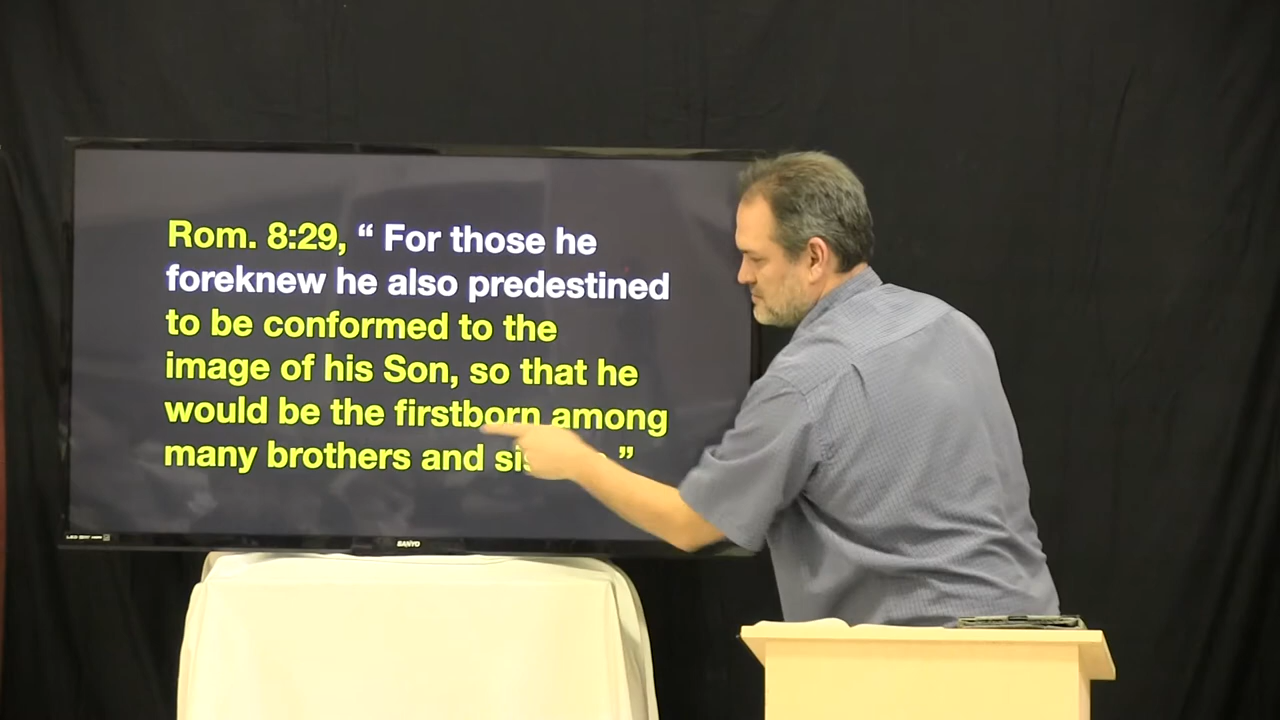 Rom. 8:29, “ For those he
foreknew he also predestined
to be conformed to the
image of his Son, so that he
would be the firstborn among
many brothers and ”
SANYO